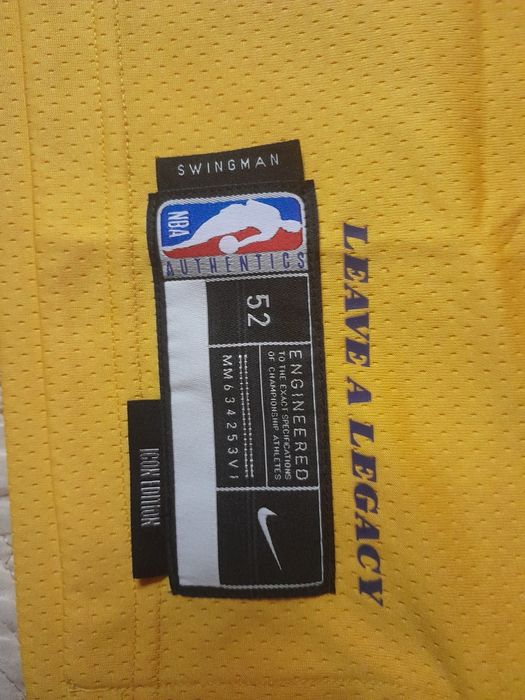 SWINGMAN
NBA
AUTHENTICS
52
ENGINEERED
TO THE EXACT SPECIFICATIONS
OF CHAMPIONSHIP ATHLETES
MM634253V1
ICON EDITION
LEAVE A LEGACY